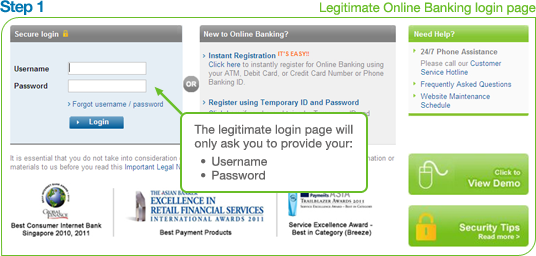 Step 1
Legitimate Online Banking login page
Secure login
Username
Password
› Forgot username / password
› Login
OR
New to Online Banking?
› Instant Registration IT'S EASY!!
Click here to instantly register for Online Banking using
your ATM, Debit Card, or Credit Card Number or Phone
Banking ID.
› Register using Temporary ID and Password
Need Help?
› 24/7 Phone Assistance
Please call our Customer
Service Hotline
› Frequently Asked Questions
› Website Maintenance
Schedule
The legitimate login page will
only ask you to provide your:
• Username
• Password
It is essential that you do not take into consideration
mation or
materials to us before you read this Important Legal
Click to
View Demo
Security Tips
Read more ›
GLOBAL
FINANCE
Best Consumer Internet Bank
Singapore 2010, 2011
THE ASIAN BANKER
EXCELLENCE IN
RETAIL FINANCIAL SERVICES
INTERNATIONAL AWARDS 2011
Best Payment Products
Payments ASIA
TRAILBLAZER AWARDS 2011
SERVICE EXCELLENCE AWARD
Service Excellence Award -
Best in Category (Breeze)